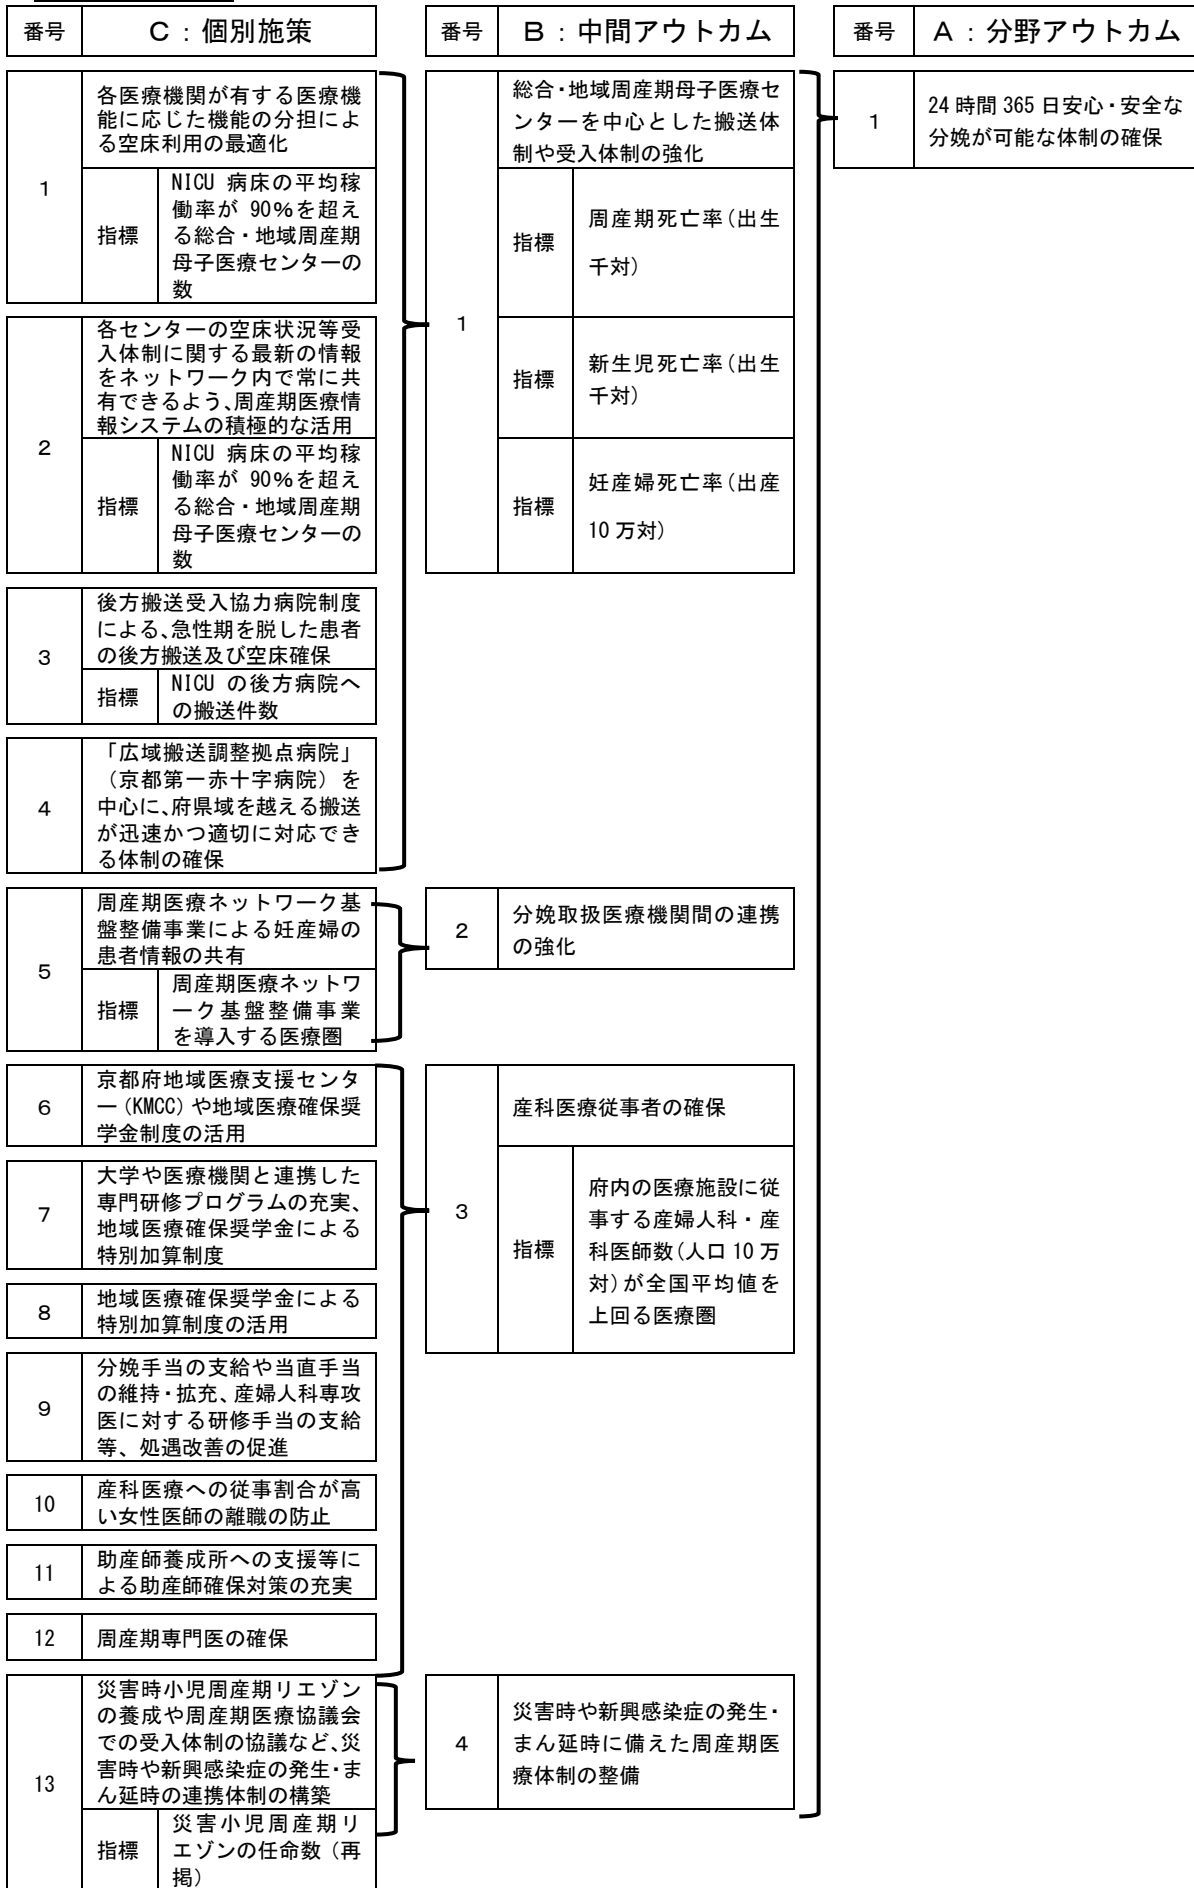 番号
C：個別施策
番号
B：中間アウトカム
番号
A：分野アウトカム
1
各医療機関が有する医療機
能に応じた機能の分担によ
る空床利用の最適化
指標
NICU 病床の平均稼
働率が 90％を超え
る総合・地域周産期
母子医療センターの
数
2
各センターの空床状況等受
入体制に関する最新の情報
をネットワーク内で常に共
有できるよう、周産期医療情
報システムの積極的な活用
指標
NICU 病床の平均稼
働率が 90％を超え
る総合・地域周産期
母子医療センターの
数
3
後方搬送受入協力病院制度
による、急性期を脱した患者
の後方搬送及び空床確保
指標
NICU の後方病院へ
の搬送件数
4
「広域搬送調整拠点病院」
（京都第一赤十字病院）を
中心に、府県域を越える搬送
が迅速かつ適切に対応でき
る体制の確保
5
周産期医療ネットワーク基
盤整備事業による妊産婦の
患者情報の共有
指標
周産期医療ネットワ
ーク基盤整備事業
を導入する医療圏
6
京都府地域医療支援センタ
ー（KMCC）や地域医療確保奨
学金制度の活用
7
大学や医療機関と連携した
専門研修プログラムの充実、
地域医療確保奨学金による
特別加算制度
8
地域医療確保奨学金による
特別加算制度の活用
9
分娩手当の支給や当直手当
の維持・拡充、産婦人科専攻
医に対する研修手当の支給
等、処遇改善の促進
10
産科医療への従事割合が高
い女性医師の離職の防止
11
助産師養成所への支援等に
よる助産師確保対策の充実
12
周産期専門医の確保
13
災害時小児周産期リエゾン
の養成や周産期医療協議会
での受入体制の協議など、災
害時や新興感染症の発生・ま
ん延時の連携体制の構築
指標
災害小児周産期リ
エゾンの任命数（再
掲）
1
総合・地域周産期母子医療セ
ンターを中心とした搬送体
制や受入体制の強化
指標
周産期死亡率（出生
千対）
指標
新生児死亡率（出生
千対）
指標
妊産婦死亡率（出産
10 万対）
2
分娩取扱医療機関間の連携
の強化
3
産科医療従事者の確保
指標
府内の医療施設に従
事する産婦人科・産
科医師数（人口 10 万
対）が全国平均値を
上回る医療圏
4
災害時や新興感染症の発生・
まん延時に備えた周産期医
療体制の整備
1
24 時間 365 日安心・安全な
分娩が可能な体制の確保